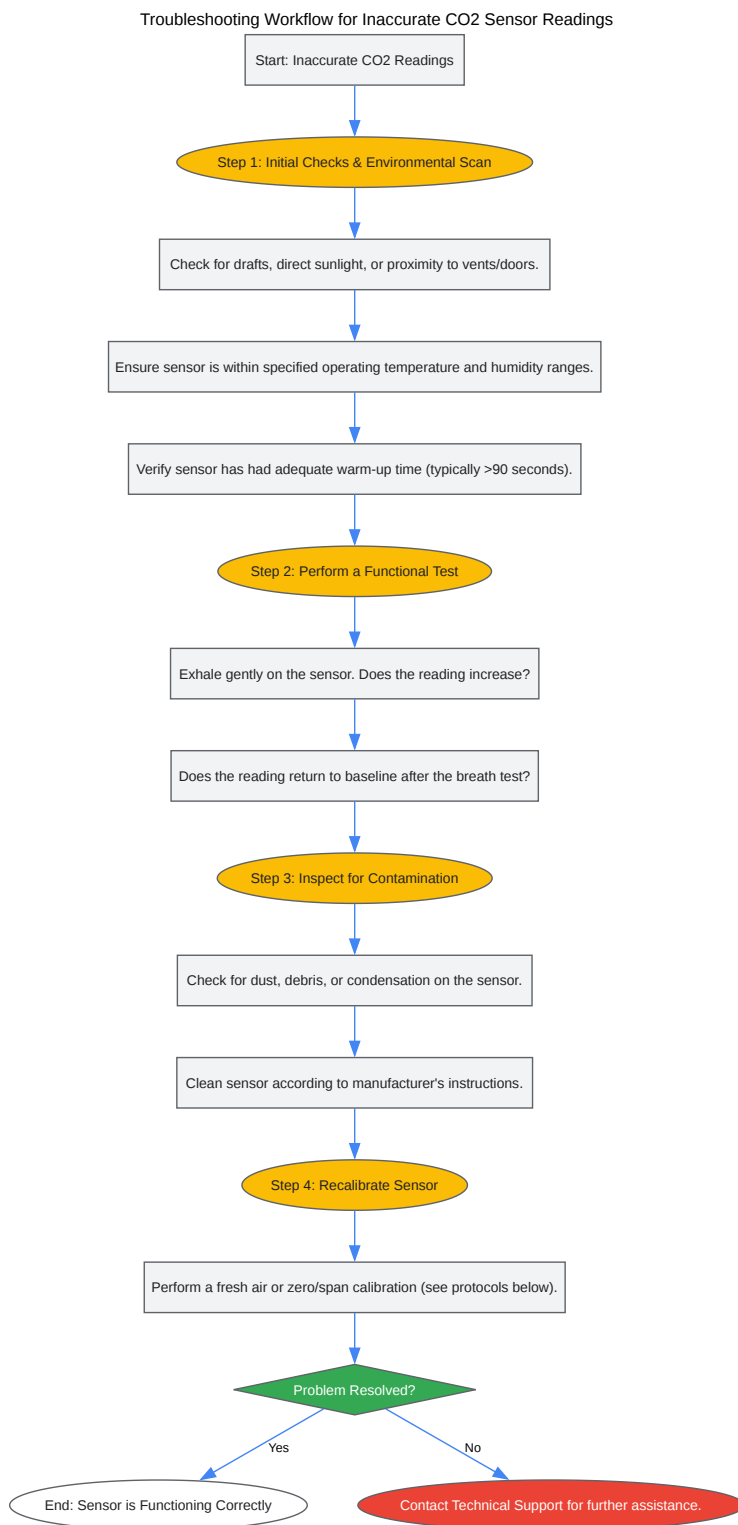 Troubleshooting Workflow for Inaccurate CO2 Sensor Readings
Start: Inaccurate CO2 Readings
Step 1: Initial Checks & Environmental Scan
Check for drafts, direct sunlight, or proximity to vents/doors.
Ensure sensor is within specified operating temperature and humidity ranges.
Verify sensor has had adequate warm-up time (typically >90 seconds).
Step 2: Perform a Functional Test
Exhale gently on the sensor. Does the reading increase?
Does the reading return to baseline after the breath test?
Step 3: Inspect for Contamination
Check for dust, debris, or condensation on the sensor.
Clean sensor according to manufacturer's instructions.
Step 4: Recalibrate Sensor
Perform a fresh air or zero/span calibration (see protocols below).
Problem Resolved?
Yes
No
End: Sensor is Functioning Correctly
Contact Technical Support for further assistance.